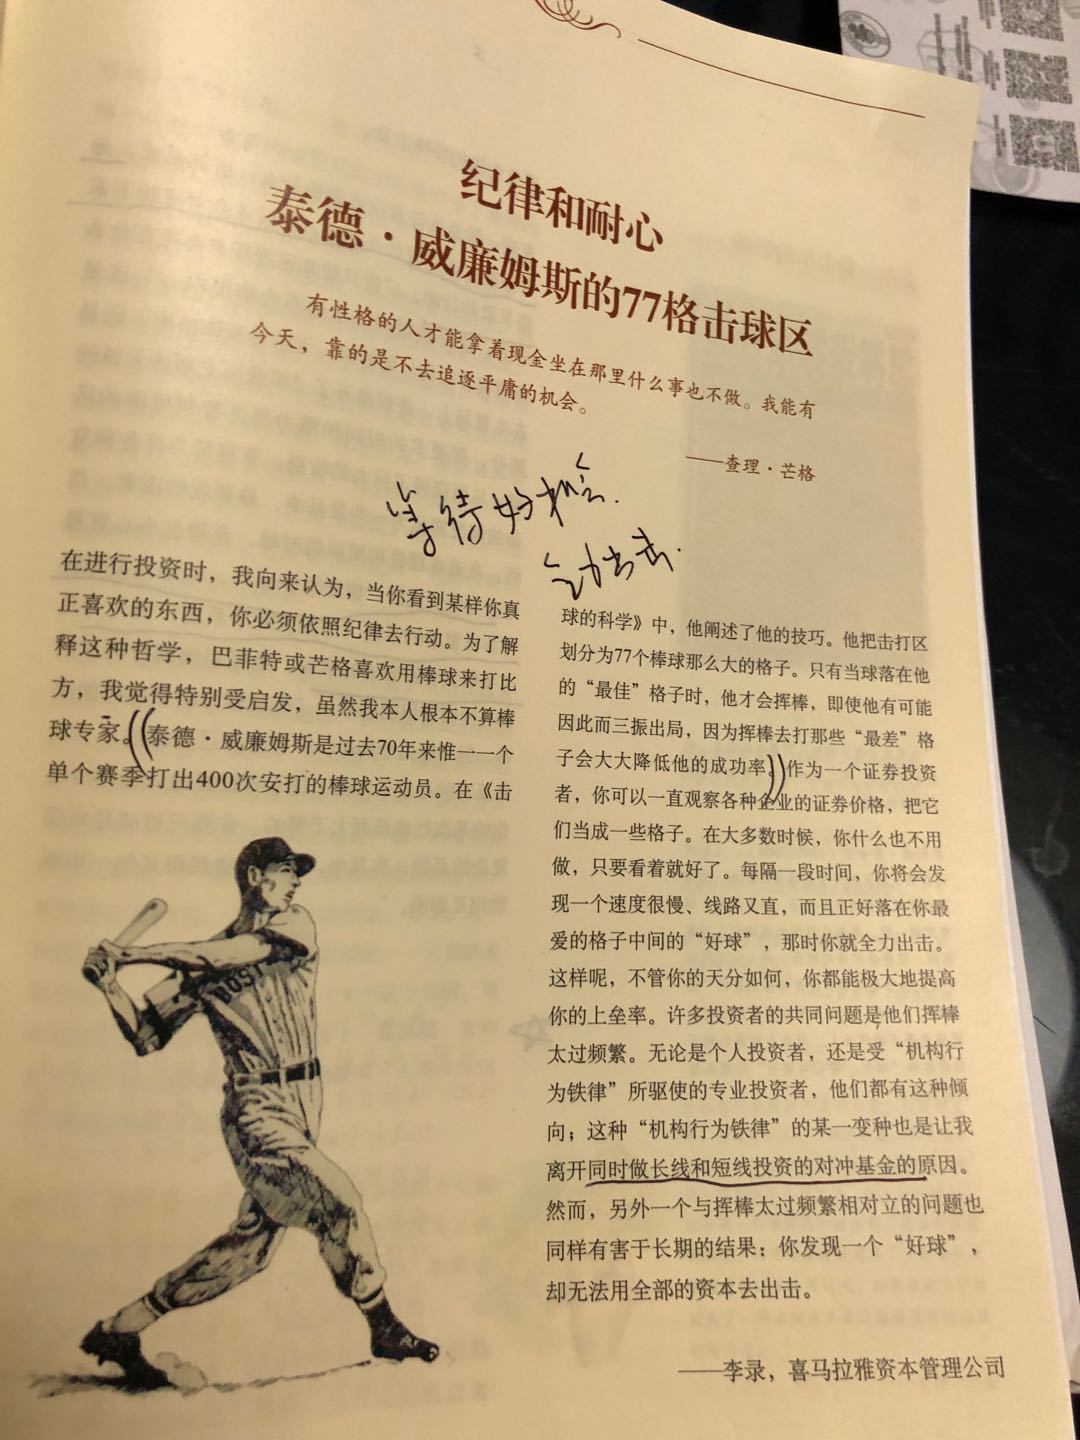 纪律和耐心
泰德·威廉姆斯的77格击球区
有性格的人才能拿着现金坐在那里什么事也不做。我能有
今天，靠的是不去追逐平庸的机会。
——查理·芒格
等待好机会.
全力出击.
在进行投资时，我向来认为，当你看到某样你真
正喜欢的东西，你必须依照纪律去行动。为了解
释这种哲学，巴菲特或芒格喜欢用棒球来打比
方，我觉得特别受启发，虽然我本人根本不算棒
球专家。泰德·威廉姆斯是过去70年来惟一一个
单个赛季打出400次安打的棒球运动员。在《击
BOST
球的科学》中，他阐述了他的技巧。他把击打区
划分为77个棒球那么大的格子。只有当球落在他
的“最佳”格子时，他才会挥棒，即使他有可能
因此而三振出局，因为挥棒去打那些“最差”格
子会大大降低他的成功率。作为一个证券投资
者，你可以一直观察各种企业的证券价格，把它
们当成一些格子。在大多数时候，你什么也不用
做，只要看着就好了。每隔一段时间，你将会发
现一个速度很慢、线路又直，而且正好落在你最
爱的格子中间的“好球”，那时你就全力出击。
这样呢，不管你的天分如何，你都能极大地提高
你的上垒率。许多投资者的共同问题是他们挥棒
太过频繁。无论是个人投资者，还是受“机构行
为铁律”所驱使的专业投资者，他们都有这种倾
向；这种“机构行为铁律”的某一变种也是让我
离开同时做长线和短线投资的对冲基金的原因。
然而，另外一个与挥棒太过频繁相对立的问题也
同样有害于长期的结果：你发现一个“好球”，
却无法用全部的资本去出击。
——李录，喜马拉雅资本管理公司